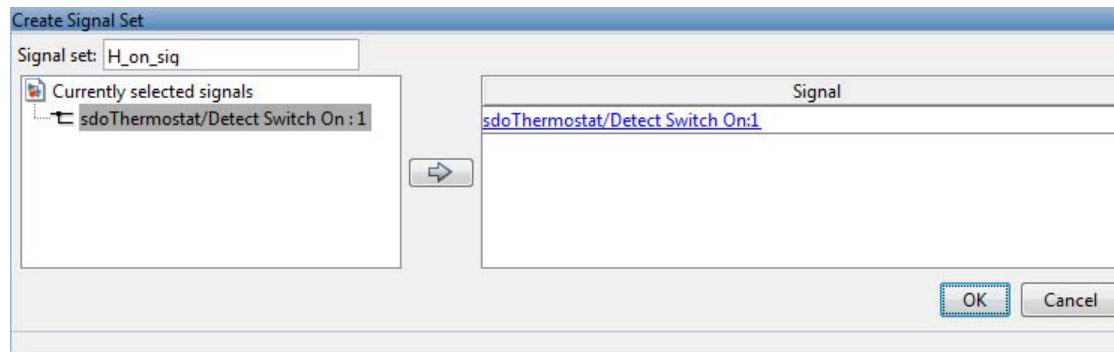 Create Signal Set
Signal set: H_on_sig
Currently selected signals
sdoThermostat/Detect Switch On : 1
Signal
sdoThermostat/Detect Switch On:1
OK Cancel